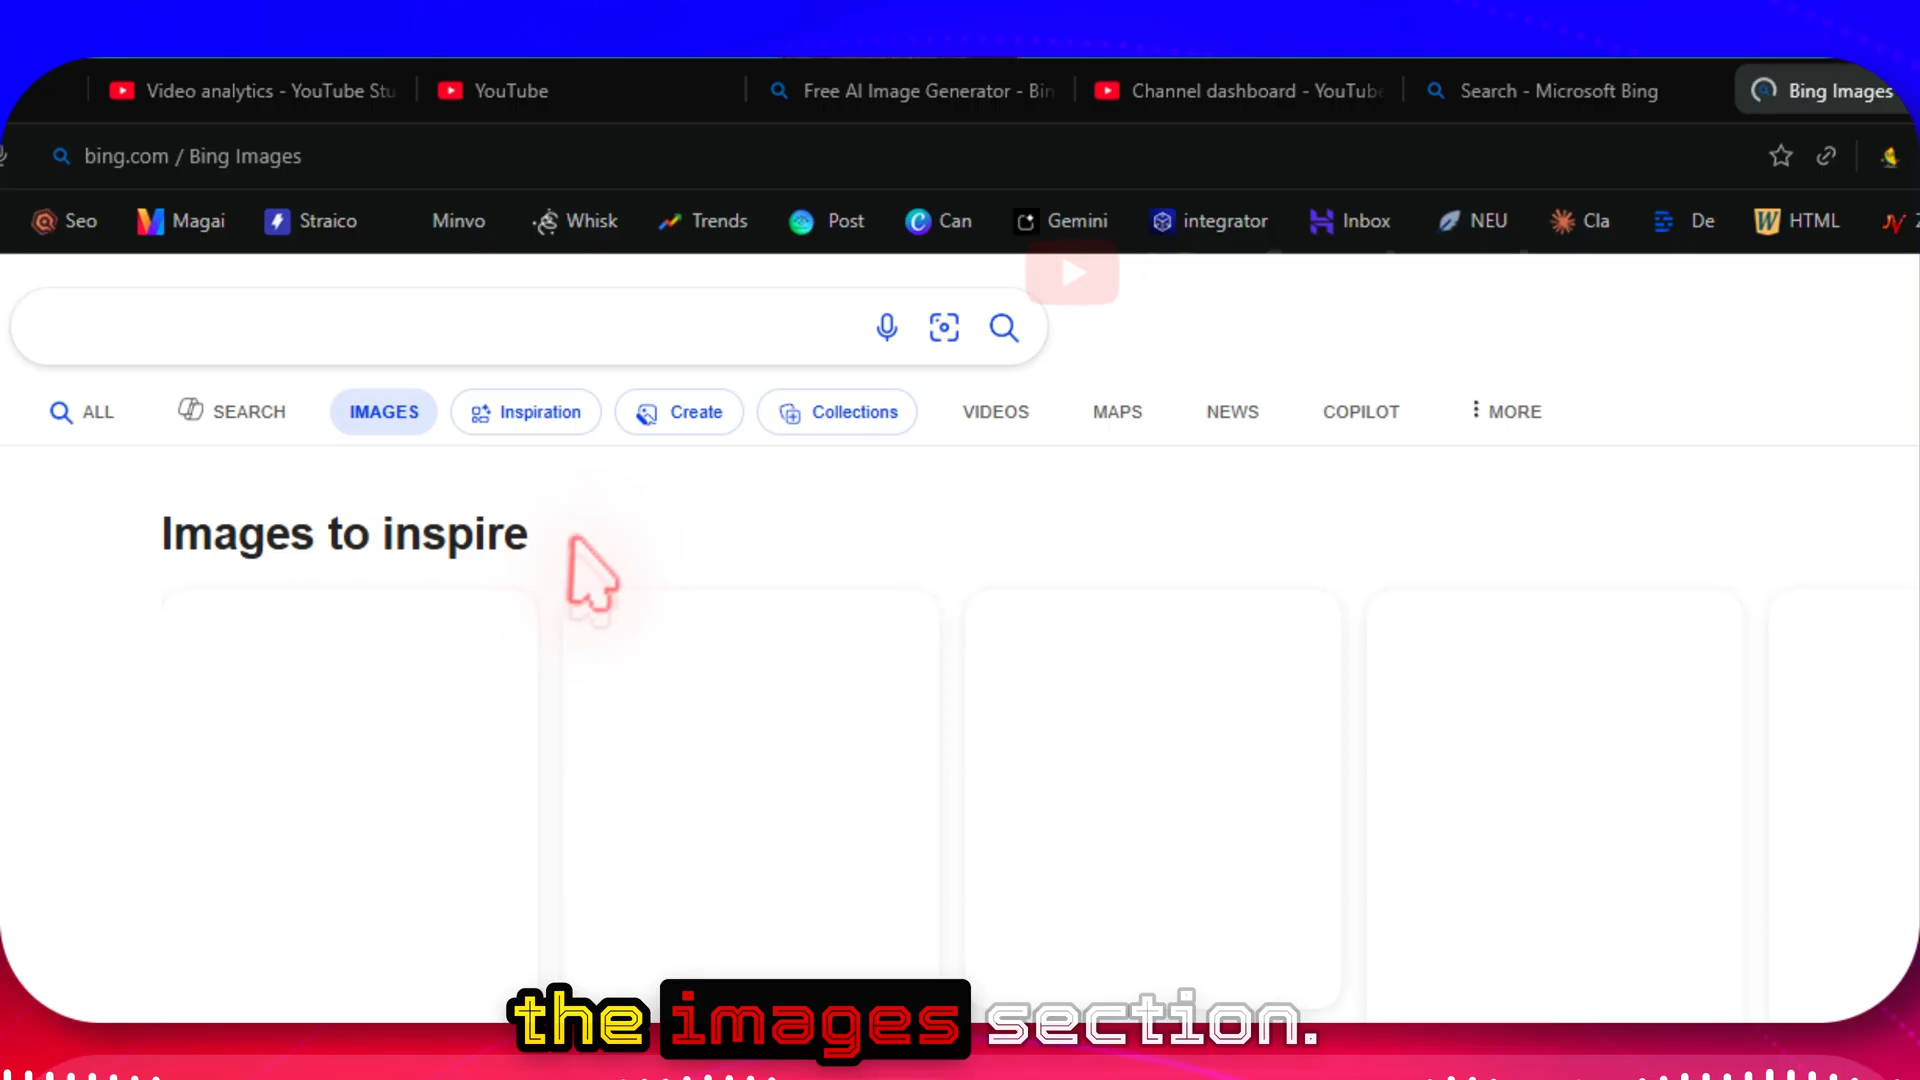 Video analytics - YouTube Stu YouTube Free AI Image Generator - Bin Channel dashboard - YouTube Search - Microsoft Bing Bing Images
bing.com / Bing Images
Seo Magai Straico Minvo Whisk Trends Post Can Gemini integrator Inbox NEU Cla De HTML
ALL SEARCH IMAGES Inspiration Create Collections VIDEOS MAPS NEWS COPILOT MORE
Images to inspire
the images section.